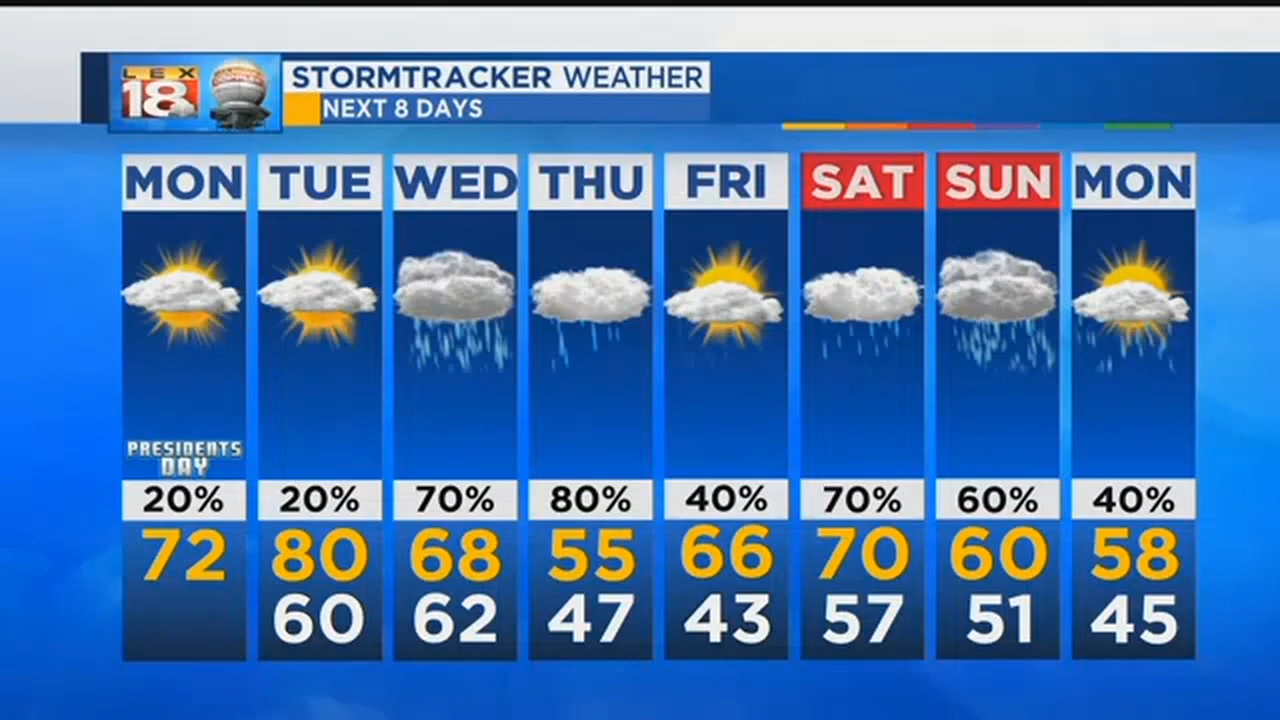 LEX
18
STORMTRACKER WEATHER
NEXT 8 DAYS
MON TUE WED THU FRI SAT SUN MON
PRESIDENTS
DAY
20% 20% 70% 80% 40% 70% 60% 40%
72 80 68 55 66 70 60 58
60 62 47 43 57 51 45